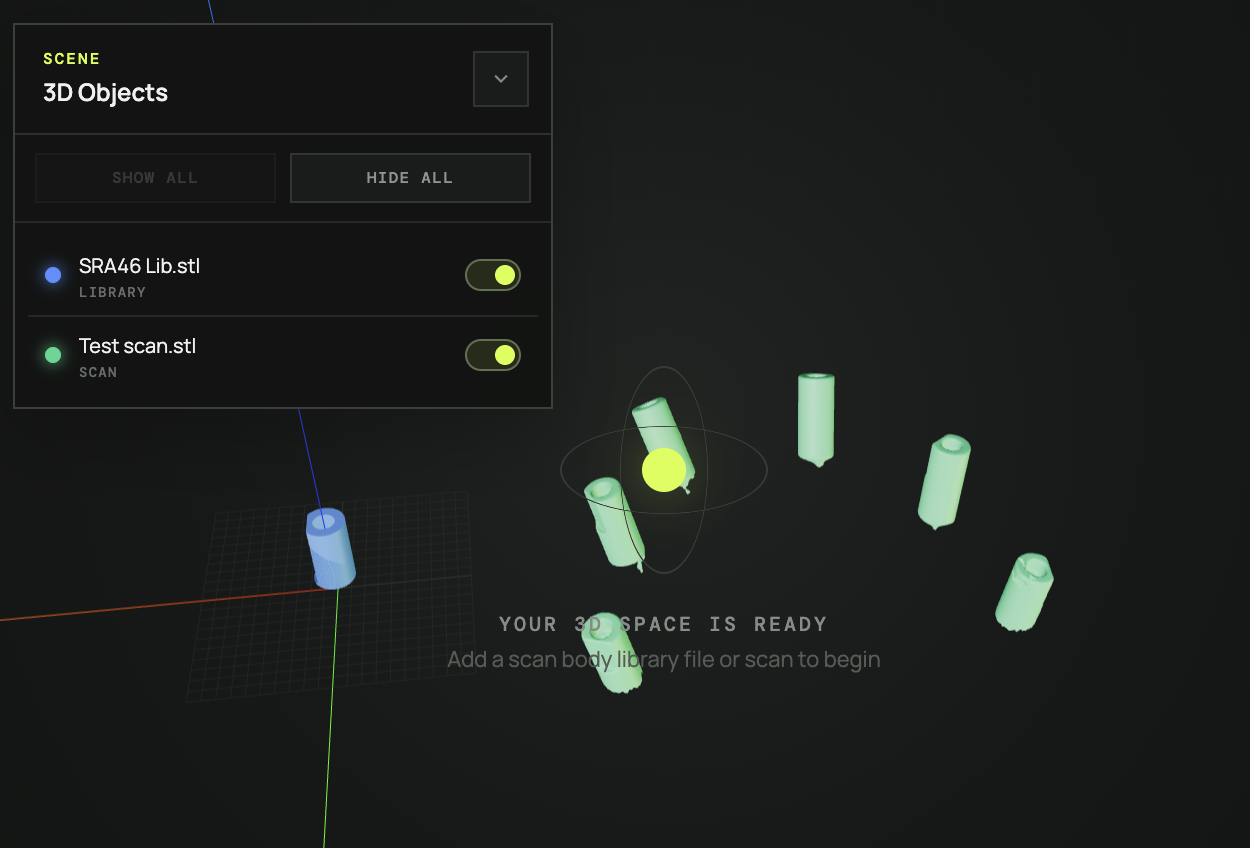 SCENE
3D Objects
SHOW ALL
HIDE ALL
SRA46 Lib.stl
LIBRARY
Test scan.stl
SCAN
YOUR 3D SPACE IS READY
Add a scan body library file or scan to begin